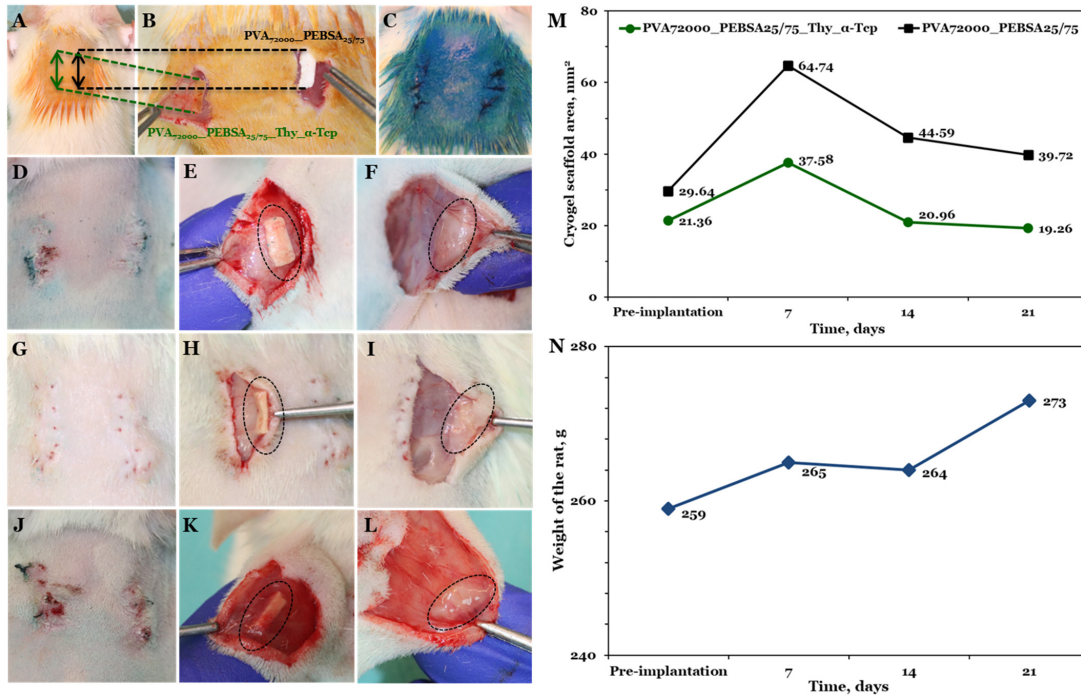 A
B
PVA₇₂₀₀₀_PEBSA₂₅/₇₅
PVA₇₂₀₀₀_PEBSA₂₅/₇₅_Thy_α-Tcp
C
D
E
F
G
H
I
J
K
L
M
PVA72000_PEBSA25/75_Thy_α-Tcp
PVA72000_PEBSA25/75
Cryogel scaffold area, mm²
80
60
40
20
0
29.64
64.74
44.59
39.72
21.36
37.58
20.96
19.26
Pre-implantation
7
14
21
Time, days
N
Weight of the rat, g
280
260
240
259
265
264
273
Pre-implantation
7
14
21
Time, days